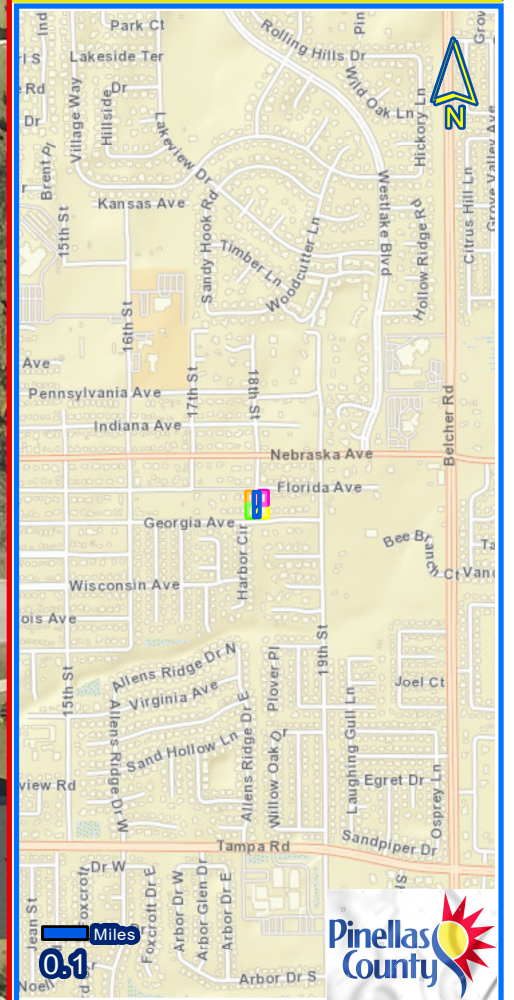 Park Ct
Rolling Hills Dr
Lakeside Ter
Wild Oak Ln
Village Way
Hillside
Dr
Dr
Hickory Ln
N
Lakeview Dr
Brent Pl
Kansas Ave
15th St
Sandy Hook Rd
Westlake Blvd
Citrus Hill Ln
Grove Valley Ave
Hollow Ridge Rd
Timber Ln
Woodcutter Ln
16th St
Ave
Pennsylvania Ave
17th St
18th St
Belcher Rd
Indiana Ave
Nebraska Ave
Florida Ave
Georgia Ave
Bee Branch Ct
Harbor Cir
Wisconsin Ave
ois Ave
19th St
Allens Ridge Dr N
Plover Pl
15th St
Virginia Ave
Joel Ct
Allens Ridge Dr W
Sand Hollow Ln
Allens Ridge Dr E
Willow Oak Dr
Laughing Gull Ln
view Rd
Egret Dr
Osprey Ln
Tampa Rd
Sandpiper Dr
Dr W
Foxcroft
Foxcroft Dr E
Arbor Dr W
Arbor Glen Dr
Arbor Dr E
Jean St
Miles
0.1
Arbor Dr S
Pinellas
County